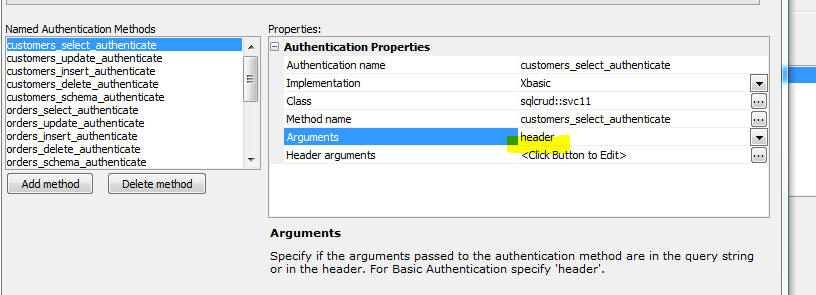 Named Authentication Methods
customers_select_authenticate
customers_update_authenticate
customers_insert_authenticate
customers_delete_authenticate
customers_schema_authenticate
orders_select_authenticate
orders_update_authenticate
orders_insert_authenticate
orders_delete_authenticate
orders_schema_authenticate
Add method Delete method
Properties:
Authentication Properties
Authentication name customers_select_authenticate
Implementation Xbasic
Class sqlcrud::svc11 ...
Method name customers_select_authenticate ...
Arguments header
Header arguments <Click Button to Edit> ...
Arguments
Specify if the arguments passed to the authentication method are in the query string
or in the header. For Basic Authentication specify 'header'.